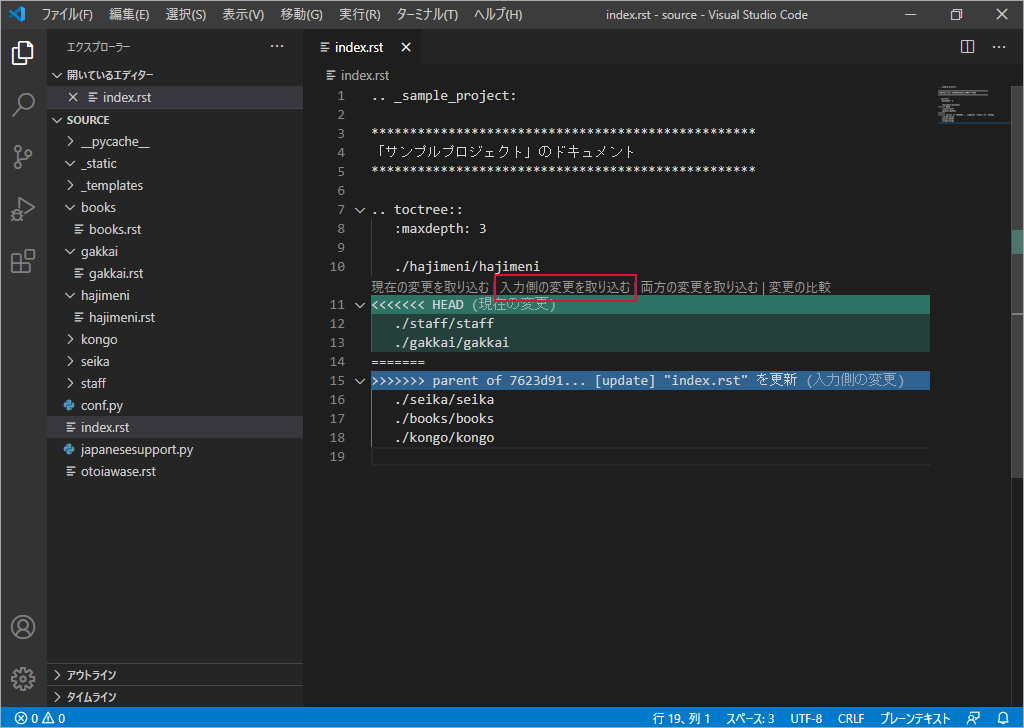 ファイル(F) 編集(E) 選択(S) 表示(V) 移動(G) 実行(R) ターミナル(T) ヘルプ(H) index.rst - source - Visual Studio Code
エクスプローラー ···
開いているエディター
index.rst
SOURCE
__pycache__
_static
_templates
books
books.rst
gakkai
gakkai.rst
hajimeni
hajimeni.rst
kongo
seika
staff
conf.py
index.rst
japanesesupport.py
otoiawase.rst
アウトライン
タイムライン
index.rst
index.rst
1 .. _sample_project:
2
3 **************************************************
4 「サンプルプロジェクト」のドキュメント
5 **************************************************
6
7 .. toctree::
8 :maxdepth: 3
9
10 ./hajimeni/hajimeni
現在の変更を取り込む | 入力側の変更を取り込む | 両方の変更を取り込む | 変更の比較
11 <<<<<<< HEAD (現在の変更)
12 ./staff/staff
13 ./gakkai/gakkai
14 =======
15 >>>>>>> parent of 7623d91... [update] "index.rst" を更新 (入力側の変更)
16 ./seika/seika
17 ./books/books
18 ./kongo/kongo
19
0 0 行 19、列 1 スペース: 3 UTF-8 CRLF プレーンテキスト